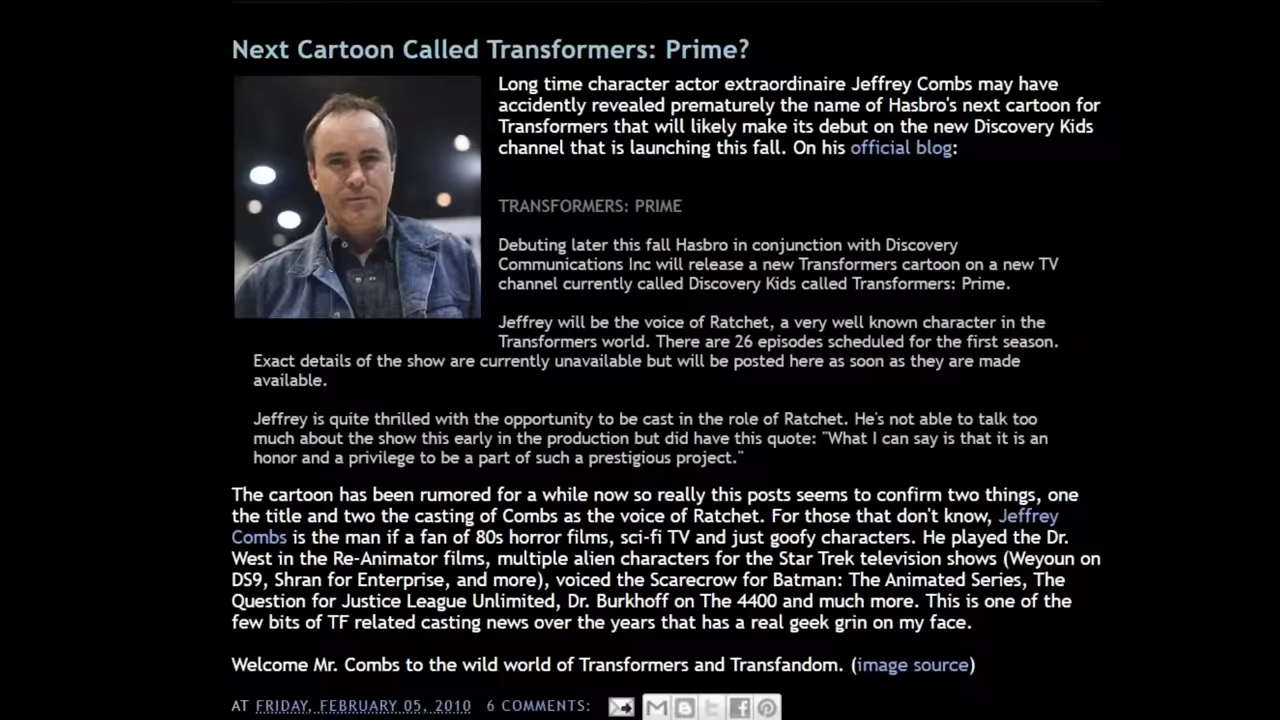 Next Cartoon Called Transformers: Prime?
Long time character actor extraordinaire Jeffrey Combs may have
accidently revealed prematurely the name of Hasbro's next cartoon for
Transformers that will likely make its debut on the new Discovery Kids
channel that is launching this fall. On his official blog:
TRANSFORMERS: PRIME
Debuting later this fall Hasbro in conjunction with Discovery
Communications Inc will release a new Transformers cartoon on a new TV
channel currently called Discovery Kids called Transformers: Prime.
Jeffrey will be the voice of Ratchet, a very well known character in the
Transformers world. There are 26 episodes scheduled for the first season.
Exact details of the show are currently unavailable but will be posted here as soon as they are made
available.
Jeffrey is quite thrilled with the opportunity to be cast in the role of Ratchet. He's not able to talk too
much about the show this early in the production but did have this quote: "What I can say is that it is an
honor and a privilege to be a part of such a prestigious project."
The cartoon has been rumored for a while now so really this posts seems to confirm two things, one
the title and two the casting of Combs as the voice of Ratchet. For those that don't know, Jeffrey
Combs is the man if a fan of 80s horror films, sci-fi TV and just goofy characters. He played the Dr.
West in the Re-Animator films, multiple alien characters for the Star Trek television shows (Weyoun on
DS9, Shran for Enterprise, and more), voiced the Scarecrow for Batman: The Animated Series, The
Question for Justice League Unlimited, Dr. Burkhoff on The 4400 and much more. This is one of the
few bits of TF related casting news over the years that has a real geek grin on my face.
Welcome Mr. Combs to the wild world of Transformers and Transfandom. (image source)
AT FRIDAY, FEBRUARY 05, 2010 6 COMMENTS: